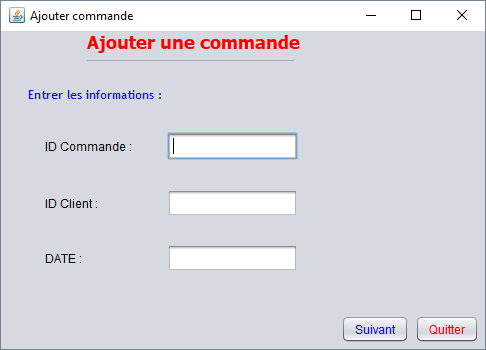 Ajouter commande
Ajouter une commande
Entrer les informations :
ID Commande :
ID Client :
DATE :
Suivant
Quitter